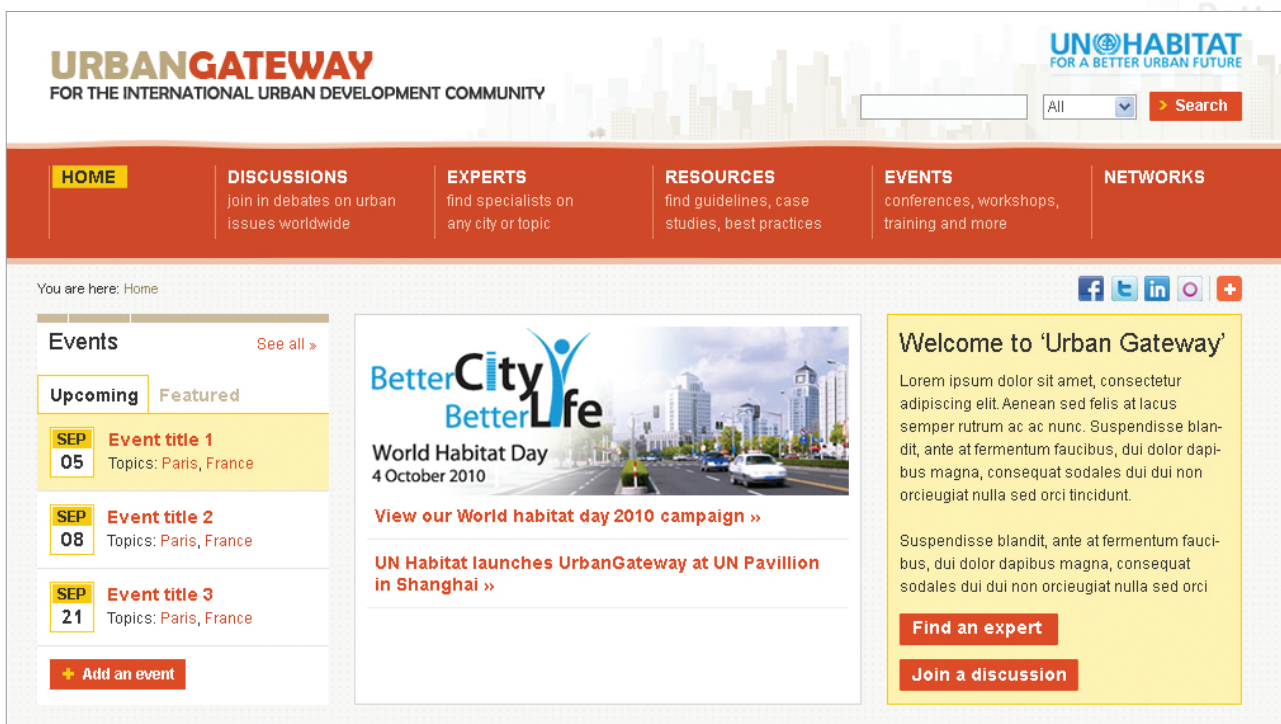 URBANGATEWAY
FOR THE INTERNATIONAL URBAN DEVELOPMENT COMMUNITY
UN HABITAT
FOR A BETTER URBAN FUTURE
All
> Search
HOME
DISCUSSIONS
join in debates on urban
issues worldwide
EXPERTS
find specialists on
any city or topic
RESOURCES
find guidelines, case
studies, best practices
EVENTS
conferences, workshops,
training and more
NETWORKS
You are here: Home
Events
See all »
Upcoming
Featured
SEP
05
Event title 1
Topics: Paris, France
SEP
08
Event title 2
Topics: Paris, France
SEP
21
Event title 3
Topics: Paris, France
+ Add an event
BetterCity
BetterLife
World Habitat Day
4 October 2010
View our World habitat day 2010 campaign »
UN Habitat launches UrbanGateway at UN Pavillion
in Shanghai »
Welcome to ‘Urban Gateway’
Lorem ipsum dolor sit amet, consectetur
adipiscing elit. Aenean sed felis at lacus
semper rutrum ac ac nunc. Suspendisse blan-
dit, ante at fermentum faucibus, dui dolor dapi-
bus magna, consequat sodales dui dui non
orcieugiat nulla sed orci tincidunt.
Suspendisse blandit, ante at fermentum fauci-
bus, dui dolor dapibus magna, consequat
sodales dui dui non orcieugiat nulla sed orci
Find an expert
Join a discussion